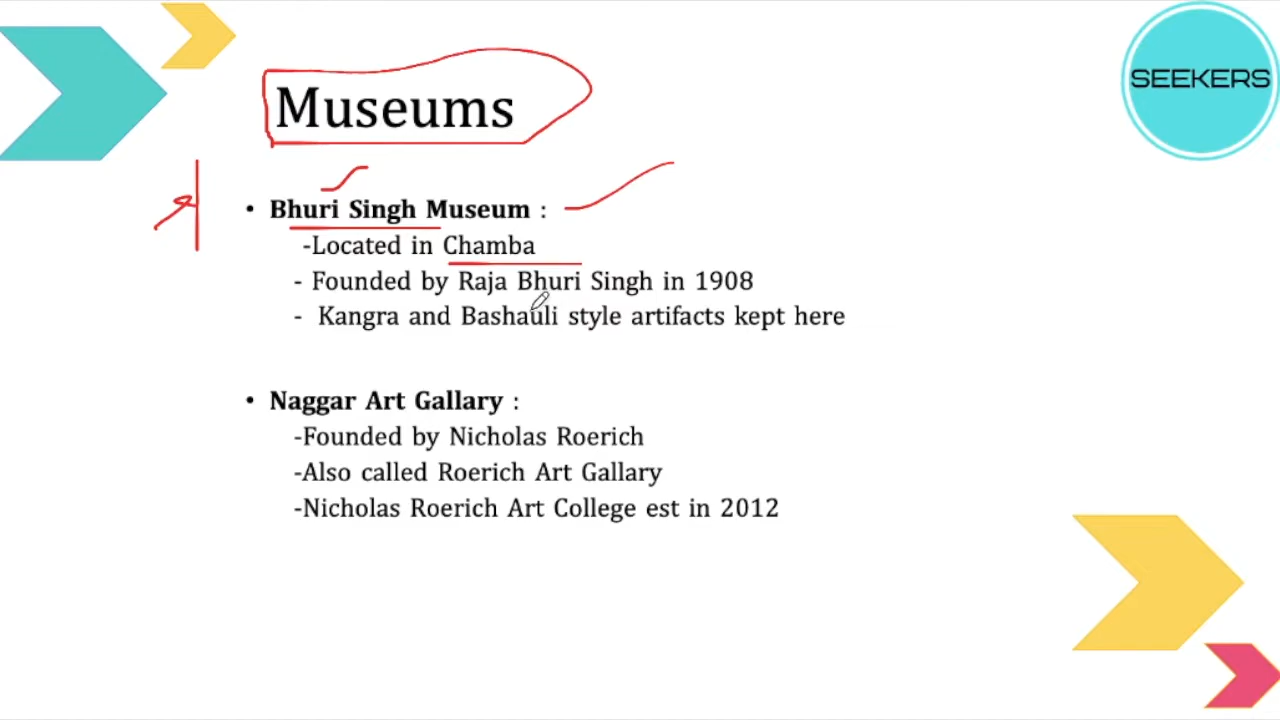 SEEKERS
Museums
• Bhuri Singh Museum :
-Located in Chamba
- Founded by Raja Bhuri Singh in 1908
- Kangra and Bashauli style artifacts kept here
• Naggar Art Gallary :
-Founded by Nicholas Roerich
-Also called Roerich Art Gallary
-Nicholas Roerich Art College est in 2012